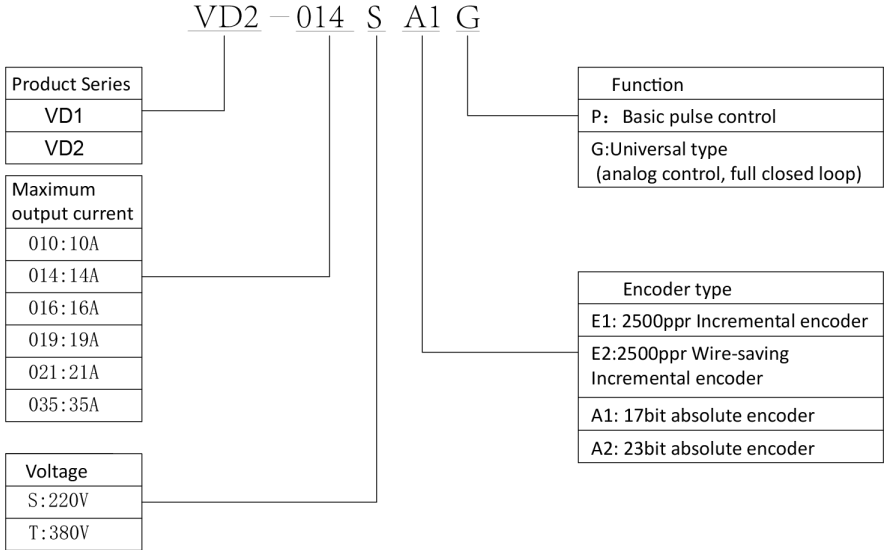 VD2-014 S A1 G
Product Series
VD1
VD2
Maximum
output current
010:10A
014:14A
016:16A
019:19A
021:21A
035:35A
Voltage
S:220V
T:380V
Function
P：Basic pulse control
G:Universal type
(analog control, full closed loop)
Encoder type
E1: 2500ppr Incremental encoder
E2:2500ppr Wire-saving
Incremental encoder
A1: 17bit absolute encoder
A2: 23bit absolute encoder